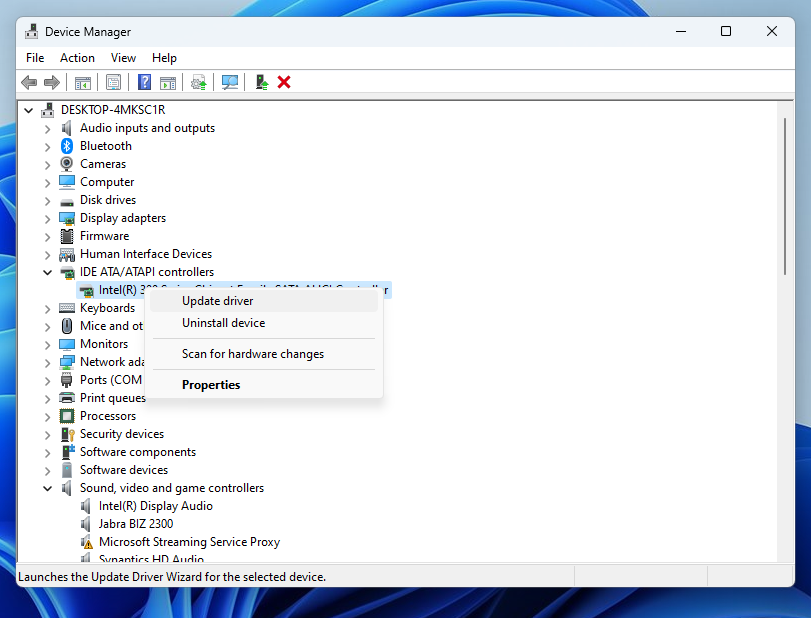 Device Manager
File Action View Help
DESKTOP-4MKSC1R
Audio inputs and outputs
Bluetooth
Cameras
Computer
Disk drives
Display adapters
Firmware
Human Interface Devices
IDE ATA/ATAPI controllers
Intel(R)
Update driver
Keyboards
Uninstall device
Mice and ot
Monitors
Scan for hardware changes
Network ada
Ports (COM
Properties
Print queues
Processors
Security devices
Software components
Software devices
Sound, video and game controllers
Intel(R) Display Audio
Jabra BIZ 2300
Microsoft Streaming Service Proxy
Synaptics HD Audio
Launches the Update Driver Wizard for the selected device.